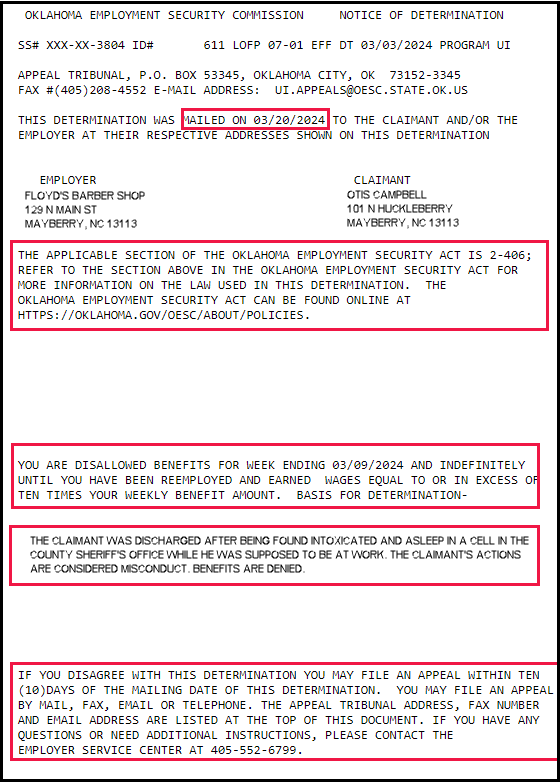 OKLAHOMA EMPLOYMENT SECURITY COMMISSION NOTICE OF DETERMINATION
SS# XXX-XX-3804 ID# 611 LOFP 07-01 EFF DT 03/03/2024 PROGRAM UI
APPEAL TRIBUNAL, P.O. BOX 53345, OKLAHOMA CITY, OK 73152-3345
FAX #(405)208-4552 E-MAIL ADDRESS: UI.APPEALS@OESC.STATE.OK.US
THIS DETERMINATION WAS MAILED ON 03/20/2024 TO THE CLAIMANT AND/OR THE
EMPLOYER AT THEIR RESPECTIVE ADDRESSES SHOWN ON THIS DETERMINATION
EMPLOYER
FLOYD'S BARBER SHOP
129 N MAIN ST
MAYBERRY, NC 13113
CLAIMANT
OTIS CAMPBELL
101 N HUCKLEBERRY
MAYBERRY, NC 13113
THE APPLICABLE SECTION OF THE OKLAHOMA EMPLOYMENT SECURITY ACT IS 2-406;
REFER TO THE SECTION ABOVE IN THE OKLAHOMA EMPLOYMENT SECURITY ACT FOR
MORE INFORMATION ON THE LAW USED IN THIS DETERMINATION. THE
OKLAHOMA EMPLOYMENT SECURITY ACT CAN BE FOUND ONLINE AT
HTTPS://OKLAHOMA.GOV/OESC/ABOUT/POLICIES.
YOU ARE DISALLOWED BENEFITS FOR WEEK ENDING 03/09/2024 AND INDEFINITELY
UNTIL YOU HAVE BEEN REEMPLOYED AND EARNED WAGES EQUAL TO OR IN EXCESS OF
TEN TIMES YOUR WEEKLY BENEFIT AMOUNT. BASIS FOR DETERMINATION-
THE CLAIMANT WAS DISCHARGED AFTER BEING FOUND INTOXICATED AND ASLEEP IN A CELL IN THE
COUNTY SHERIFF'S OFFICE WHILE HE WAS SUPPOSED TO BE AT WORK. THE CLAIMANT'S ACTIONS
ARE CONSIDERED MISCONDUCT. BENEFITS ARE DENIED.
IF YOU DISAGREE WITH THIS DETERMINATION YOU MAY FILE AN APPEAL WITHIN TEN
(10)DAYS OF THE MAILING DATE OF THIS DETERMINATION. YOU MAY FILE AN APPEAL
BY MAIL, FAX, EMAIL OR TELEPHONE. THE APPEAL TRIBUNAL ADDRESS, FAX NUMBER
AND EMAIL ADDRESS ARE LISTED AT THE TOP OF THIS DOCUMENT. IF YOU HAVE ANY
QUESTIONS OR NEED ADDITIONAL INSTRUCTIONS, PLEASE CONTACT THE
EMPLOYER SERVICE CENTER AT 405-552-6799.